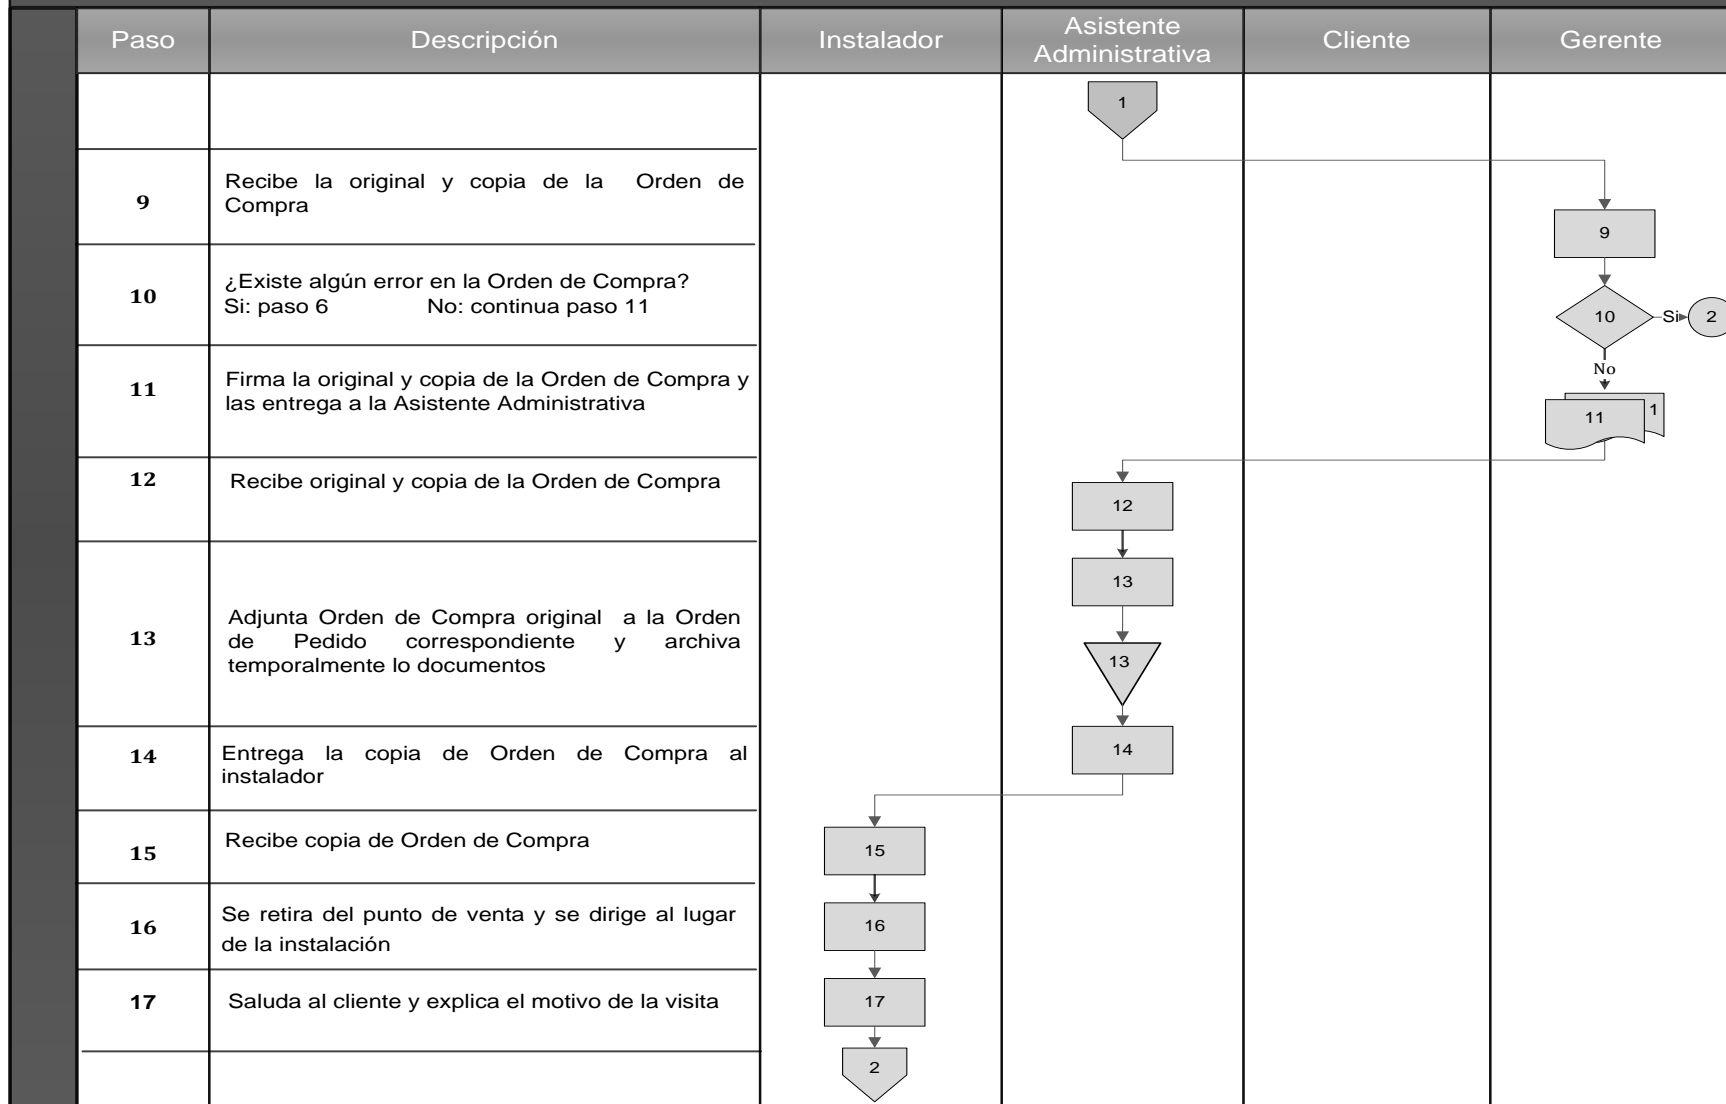 Paso
Descripción
Instalador
Asistente
Administrativa
Cliente
Gerente
1
9
Recibe la original y copia de la Orden de
Compra
9
10
¿Existe algún error en la Orden de Compra?
Si: paso 6 No: continua paso 11
10
Si
2
No
11
Firma la original y copia de la Orden de Compra y
las entrega a la Asistente Administrativa
11
1
12
Recibe original y copia de la Orden de Compra
12
13
13
Adjunta Orden de Compra original a la Orden
de Pedido correspondiente y archiva
temporalmente lo documentos
13
14
Entrega la copia de Orden de Compra al
instalador
14
15
Recibe copia de Orden de Compra
15
16
Se retira del punto de venta y se dirige al lugar
de la instalación
16
17
Saluda al cliente y explica el motivo de la visita
17
2